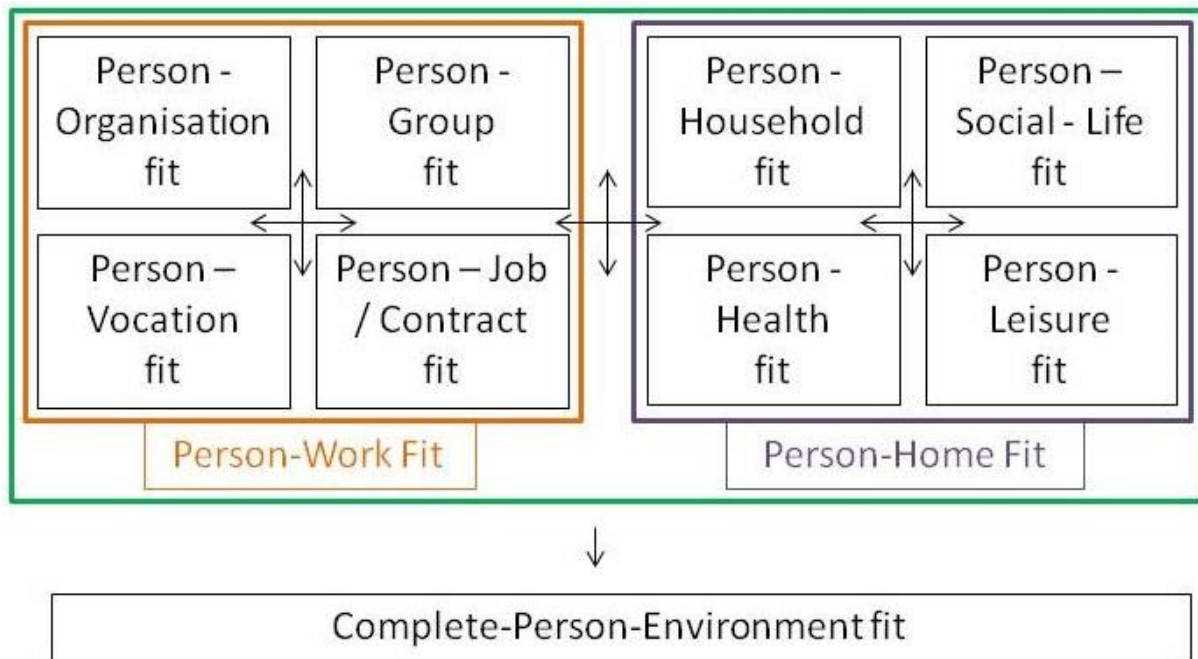 Person -
Organisation
fit
Person -
Group
fit
Person -
Household
fit
Person –
Social - Life
fit
Person –
Vocation
fit
Person – Job
/ Contract
fit
Person -
Health
fit
Person -
Leisure
fit
Person-Work Fit
Person-Home Fit
Complete-Person-Environment fit